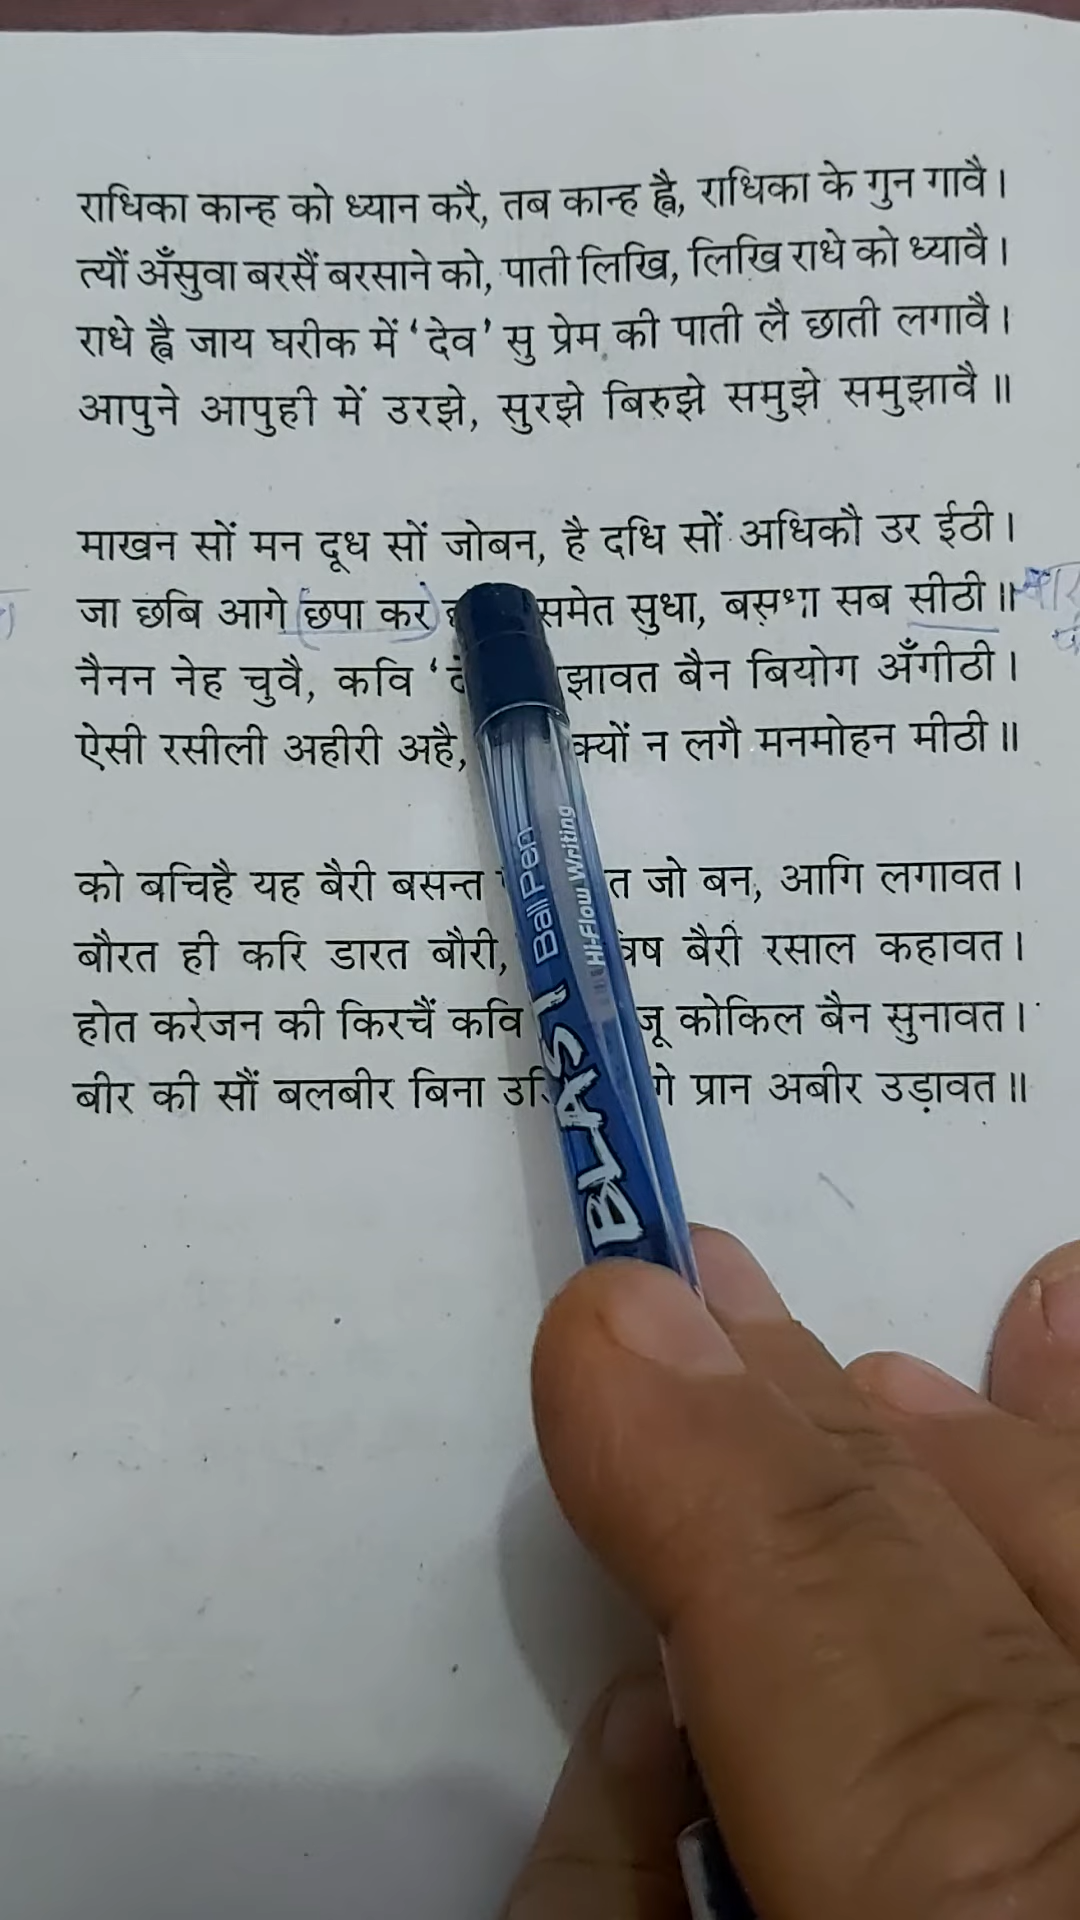 राधिका कान्ह को ध्यान करै, तब कान्ह ह्वै, राधिका के गुन गावै।
त्यौं अँसुवा बरसैं बरसाने को, पाती लिखि, लिखि राधे को ध्यावै।
राधे ह्वै जाय घरीक में ‘देव’ सु प्रेम की पाती लै छाती लगावै।
आपुने आपुही में उरझे, सुरझे बिरुझे समुझे समुझावै॥
माखन सों मन दूध सों जोबन, है दधि सों अधिकौ उर ईठी।
जा छबि आगे (छपा कर) समेत सुधा, बसुधा सब सीठी॥
नैनन नेह चुवै, कवि ‘ झावत बैन बियोग अँगीठी।
ऐसी रसीली अहीरी अहै, क्यों न लगै मनमोहन मीठी॥
को बचिहै यह बैरी बसन्त त जो बन, आगि लगावत।
बौरत ही करि डारत बौरी, बैरी रसाल कहावत।
होत करेजन की किरचैं कवि जू कोकिल बैन सुनावत।
बीर की सौं बलबीर बिना प्रान अबीर उड़ावत॥
BLAST Ball Pen
Hi-Flow Writing